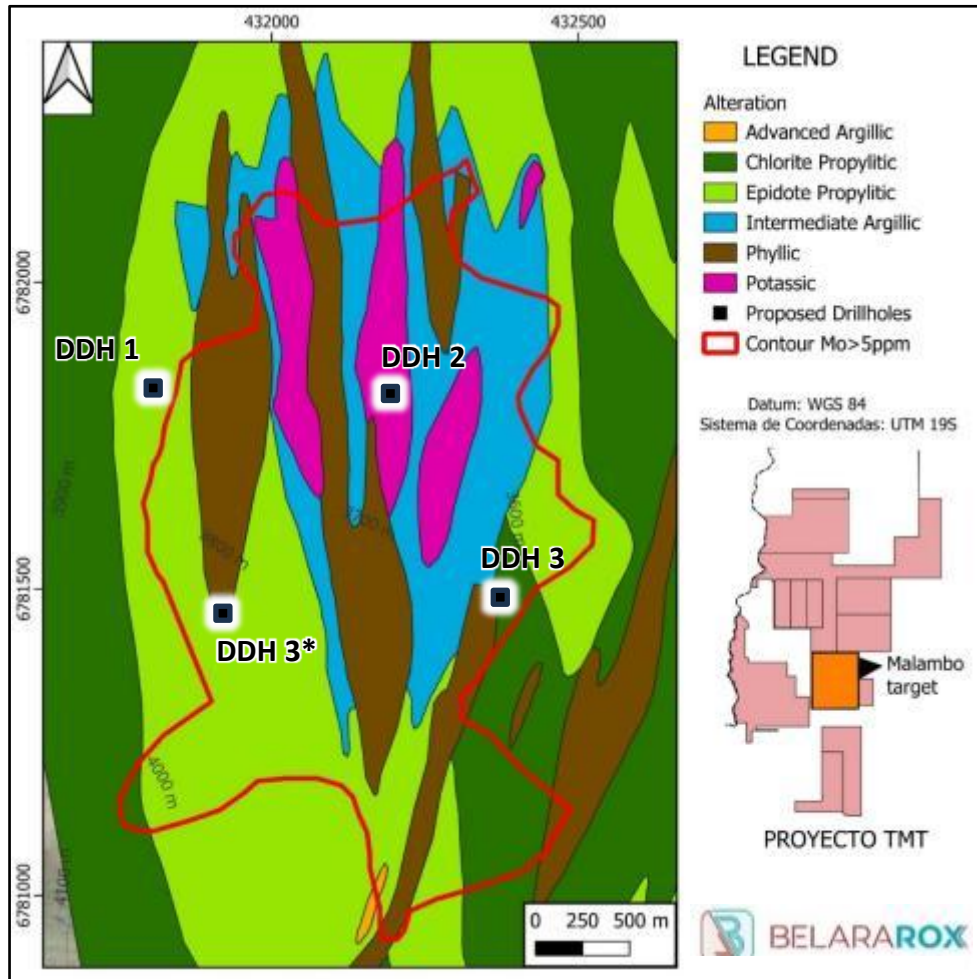 432000
432500
LEGEND
Alteration
Advanced Argillic
Chlorite Propylitic
Epidote Propylitic
Intermediate Argillic
Phyllic
Potassic
Proposed Drillholes
Contour Mo>5ppm
Datum: WGS 84
Sistema de Coordenadas: UTM 19S
Malambo
target
PROYECTO TMT
BELARAROX
6782000
6781500
6781000
DDH 1
DDH 2
DDH 3
DDH 3*
3900 m
4000 m
4100 m
0 250 500 m